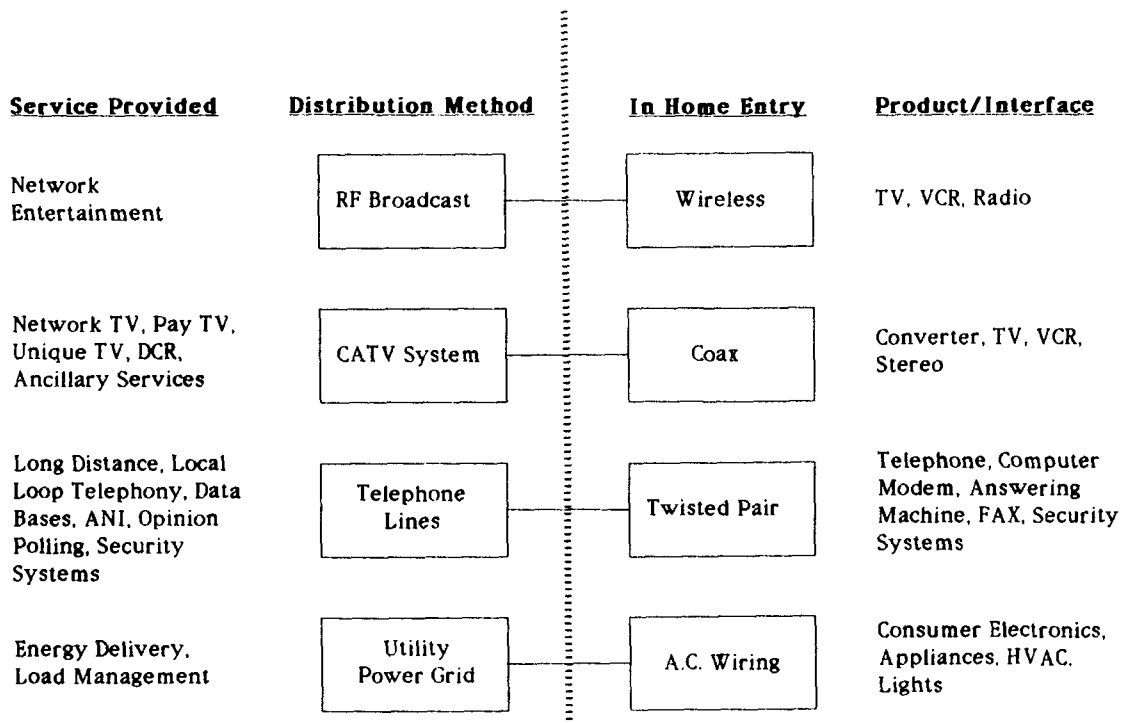 Service Provided
Distribution Method
In Home Entry
Product/Interface
Network
Entertainment
RF Broadcast
Wireless
TV, VCR, Radio
Network TV, Pay TV,
Unique TV, DCR,
Ancillary Services
CATV System
Coax
Converter, TV, VCR,
Stereo
Long Distance, Local
Loop Telephony, Data
Bases, ANI, Opinion
Polling, Security
Systems
Telephone
Lines
Twisted Pair
Telephone, Computer
Modem, Answering
Machine, FAX, Security
Systems
Energy Delivery,
Load Management
Utility
Power Grid
A.C. Wiring
Consumer Electronics,
Appliances, HVAC,
Lights